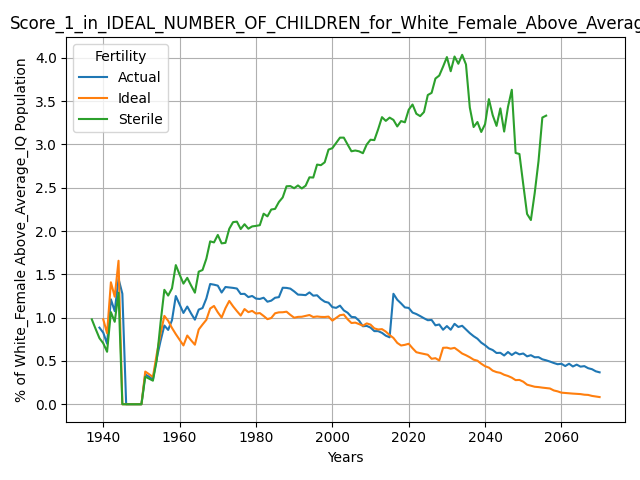 Score_1_in_IDEAL_NUMBER_OF_CHILDREN_for_White_Female_Above_Averag
Fertility
Actual
Ideal
Sterile
% of White_Female Above_Average_IQ Population
4.0
3.5
3.0
2.5
2.0
1.5
1.0
0.5
0.0
1940 1960 1980 2000 2020 2040 2060
Years